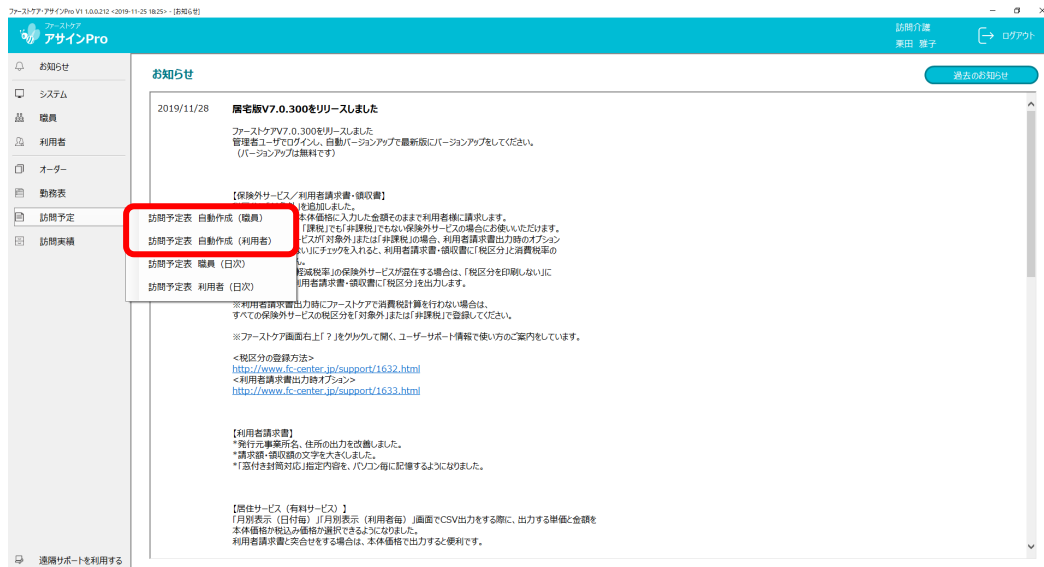 ファーストケア・アサインPro V1 1.0.0.212 <2019-11-25 18:25> - [お知らせ]
ファーストケア
アサインPro
訪問介護
栗田 雅子
ログアウト
お知らせ
システム
職員
利用者
オーダー
勤務表
訪問予定
訪問実績
遠隔サポートを利用する
訪問予定表 自動作成（職員）
訪問予定表 自動作成（利用者）
訪問予定表 職員（日次）
訪問予定表 利用者（日次）
お知らせ
過去のお知らせ
2019/11/28
居宅版V7.0.300をリリースしました
ファーストケアV7.0.300をリリースしました
管理者ユーザでログインし、自動バージョンアップで最新版にバージョンアップをしてください。
（バージョンアップは無料です）
【保険外サービス／利用者請求書・領収書】
を追加しました。
本体価格に入力した金額そのままで利用者様に請求します。
「課税」でも「非課税」でもない保険外サービスの場合にお使いいただけます。
ービスが「対象外」または「非課税」の場合、利用者請求書出力時のオプション
ない」にチェックを入れると、利用者請求書・領収書に「税区分」と消費税率の
ん。
軽減税率」の保険外サービスが混在する場合は、「税区分を印刷しない」に
利用者請求書・領収書に「税区分」を出力します。
※利用者請求書出力時にファーストケアで消費税計算を行わない場合は、
すべての保険外サービスの税区分を「対象外」または「非課税」で登録してください。
※ファーストケア画面右上「？」をクリックして開く、ユーザーサポート情報で使い方のご案内をしています。
<税区分の登録方法>
http://www.fc-center.jp/support/1632.html
<利用者請求書出力時オプション>
http://www.fc-center.jp/support/1633.html
【利用者請求書】
*発行元事業所名、住所の出力を改善しました。
*請求額・領収額の文字を大きくしました。
*「窓付き封筒対応」指定内容を、パソコン毎に記憶するようになりました。
【居住サービス（有料サービス）】
「月別表示（日付毎）」「月別表示（利用者毎）」画面でCSV出力をする際に、出力する単価と金額を
本体価格か税込み価格か選択できるようになりました。
利用者請求書と突合せをする場合は、本体価格で出力すると便利です。